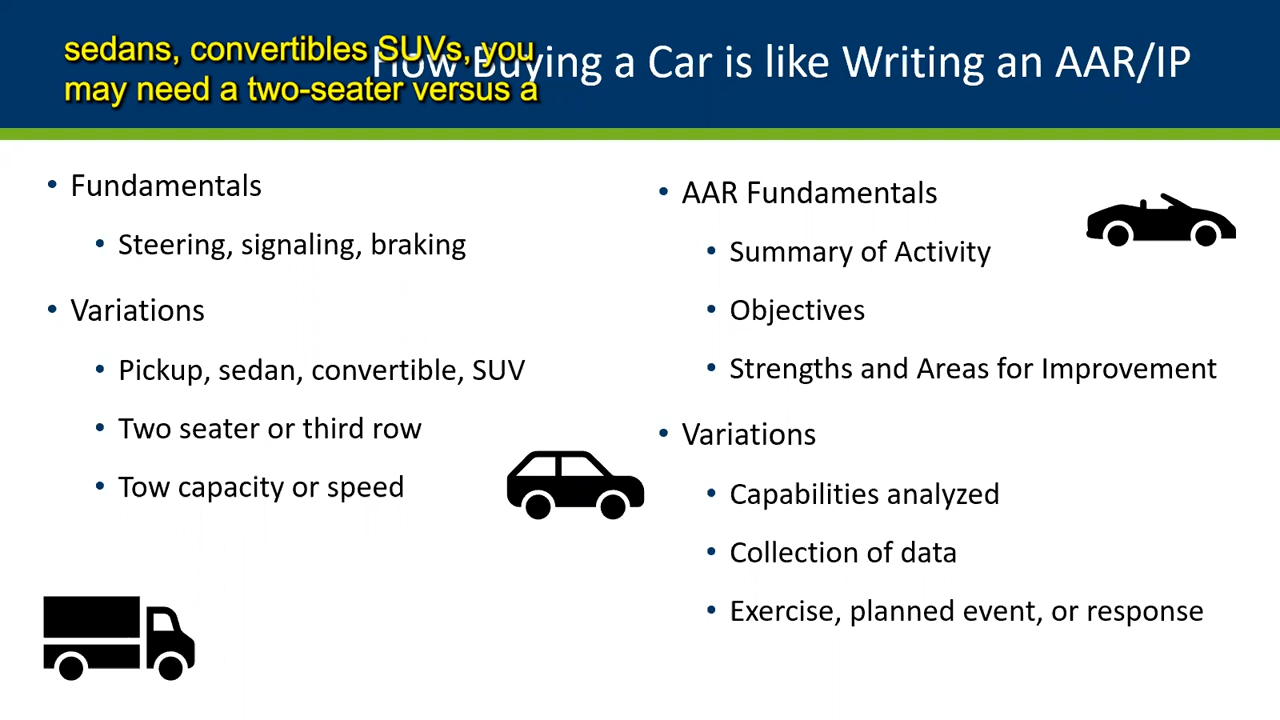 sedans, convertibles SUVs, you
may need a two-seater versus a
How Buying a Car is like Writing an AAR/IP
• Fundamentals
• Steering, signaling, braking
• Variations
• Pickup, sedan, convertible, SUV
• Two seater or third row
• Tow capacity or speed
• AAR Fundamentals
• Summary of Activity
• Objectives
• Strengths and Areas for Improvement
• Variations
• Capabilities analyzed
• Collection of data
• Exercise, planned event, or response